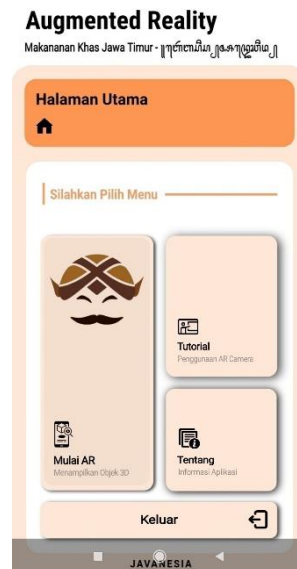 Augmented Reality
Makananan Khas Jawa Timur -
Halaman Utama
Silahkan Pilih Menu
Mulai AR
Menampilkan Objek 3D
Tutorial
Penggunaan AR Camera
Tentang
Informasi Aplikasi
Keluar
JAVANESIA